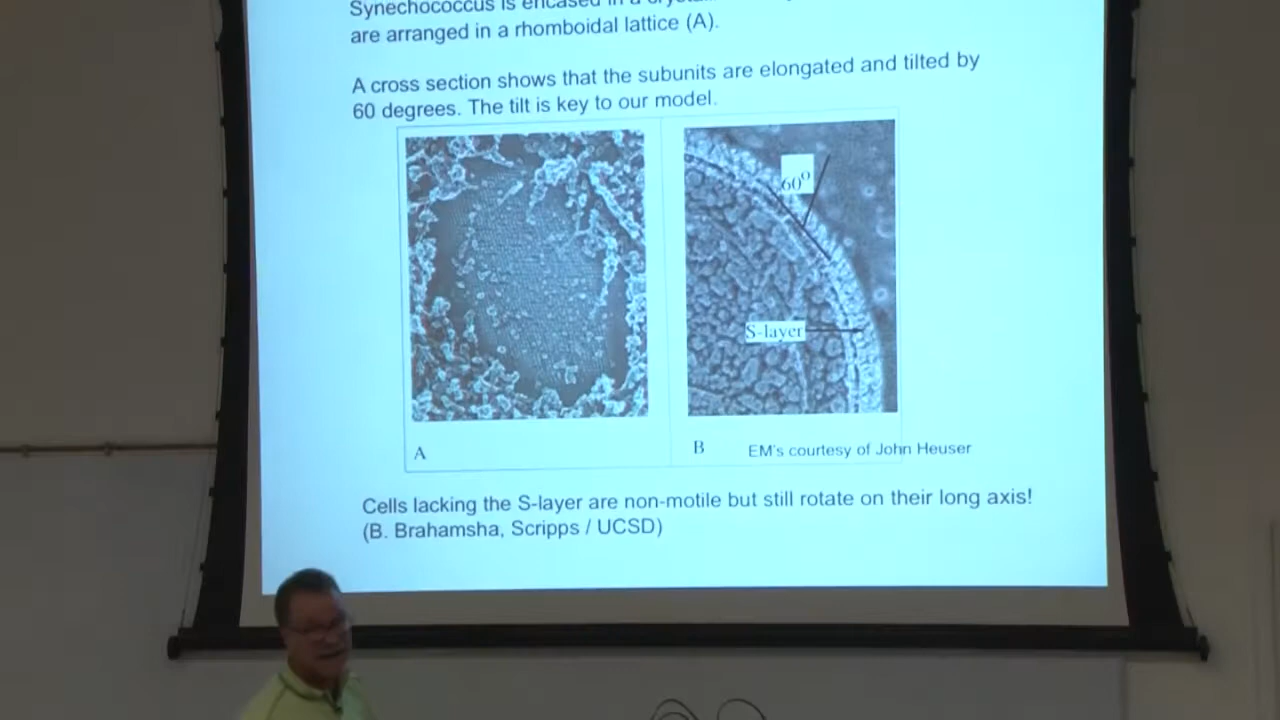 Synechococcus is encased in a
are arranged in a rhomboidal lattice (A).
A cross section shows that the subunits are elongated and tilted by
60 degrees. The tilt is key to our model.
60º
S-layer
A
B
EM's courtesy of John Heuser
Cells lacking the S-layer are non-motile but still rotate on their long axis!
(B. Brahamsha, Scripps / UCSD)